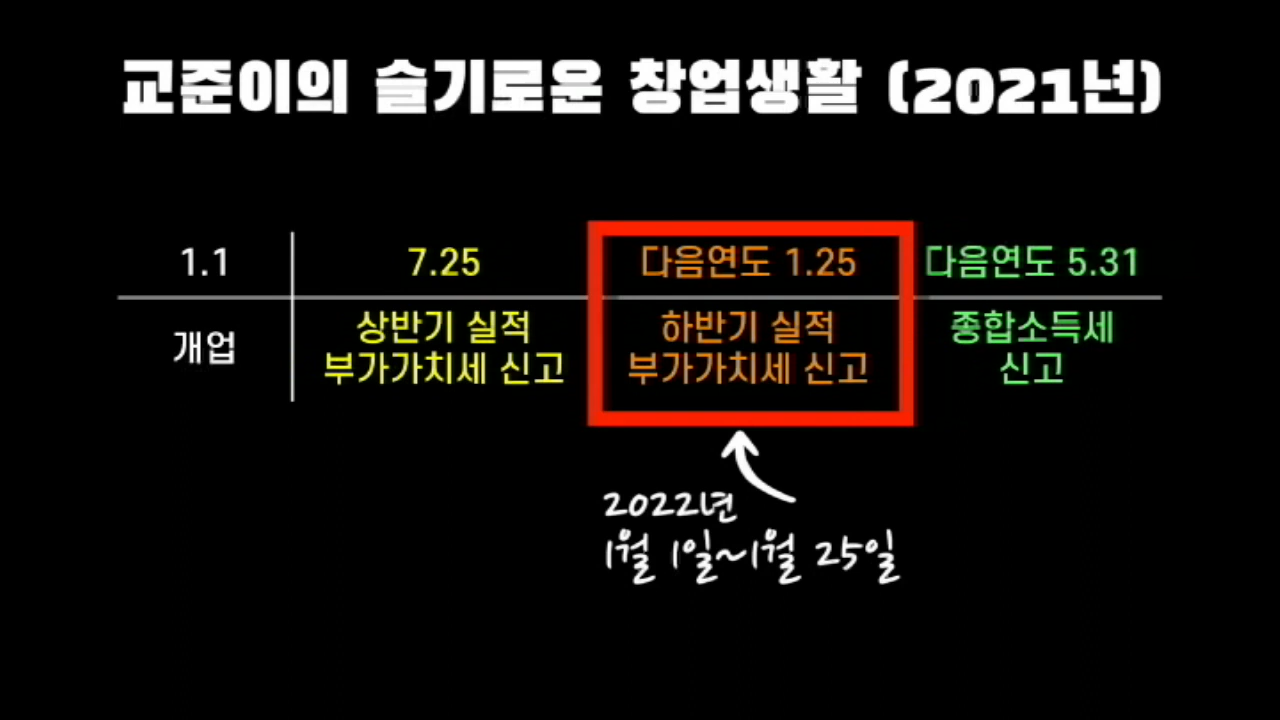 교준이의 슬기로운 창업생활 (2021년)
1.1
7.25
다음연도 1.25
다음연도 5.31
개업
상반기 실적
부가가치세 신고
하반기 실적
부가가치세 신고
종합소득세
신고
2022년
1월 1일~1월 25일